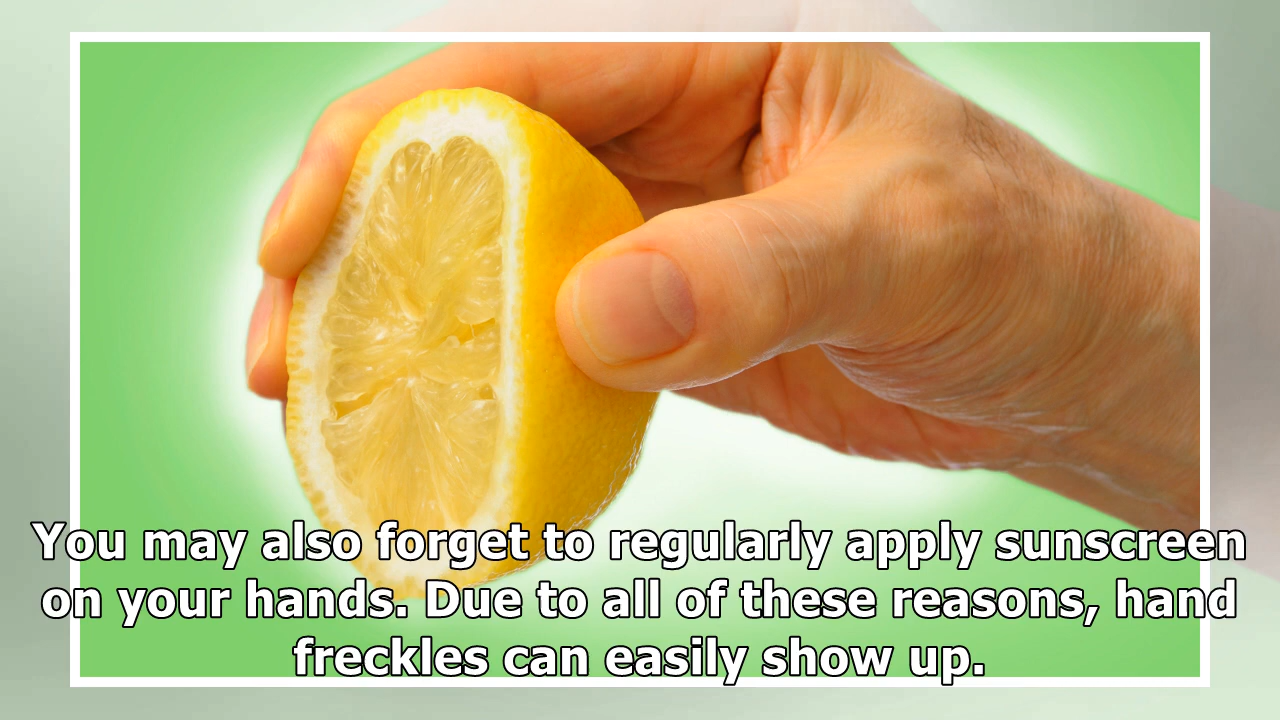 You may also forget to regularly apply sunscreen
on your hands. Due to all of these reasons, hand
freckles can easily show up.